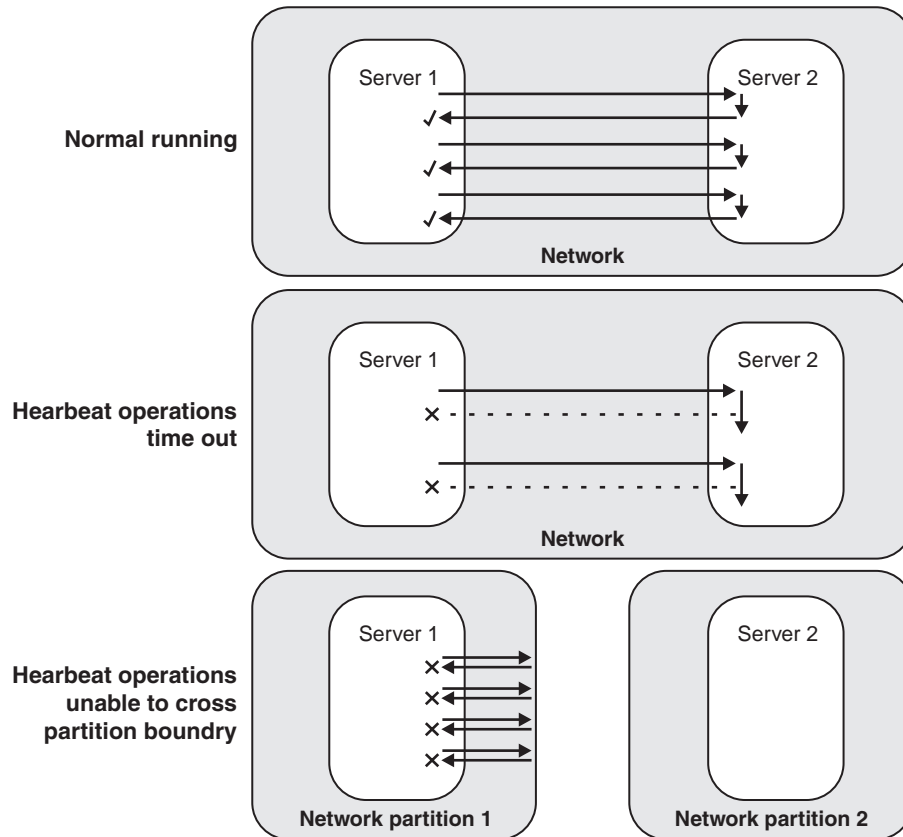 Normal running
Server 1
Server 2
Network
Hearbeat operations
time out
Server 1
Server 2
Network
Hearbeat operations
unable to cross
partition boundry
Server 1
Server 2
Network partition 1
Network partition 2